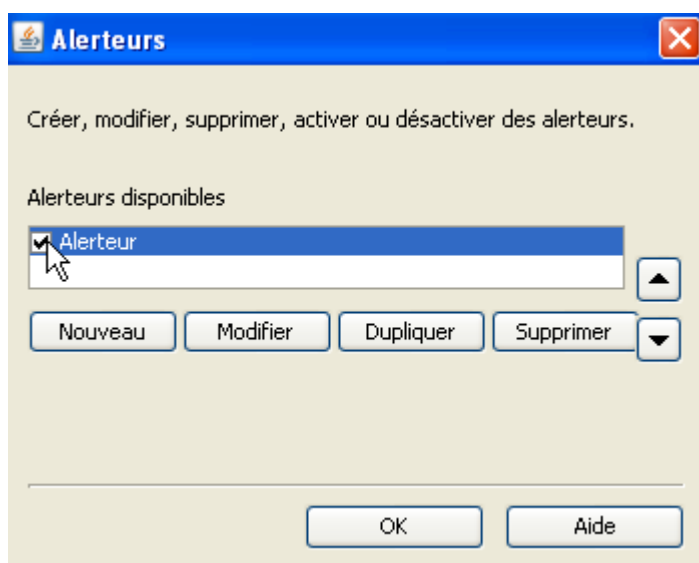 Alerteurs
Créer, modifier, supprimer, activer ou désactiver des alerteurs.
Alerteurs disponibles
Alerteur
Nouveau Modifier Dupliquer Supprimer
OK Aide